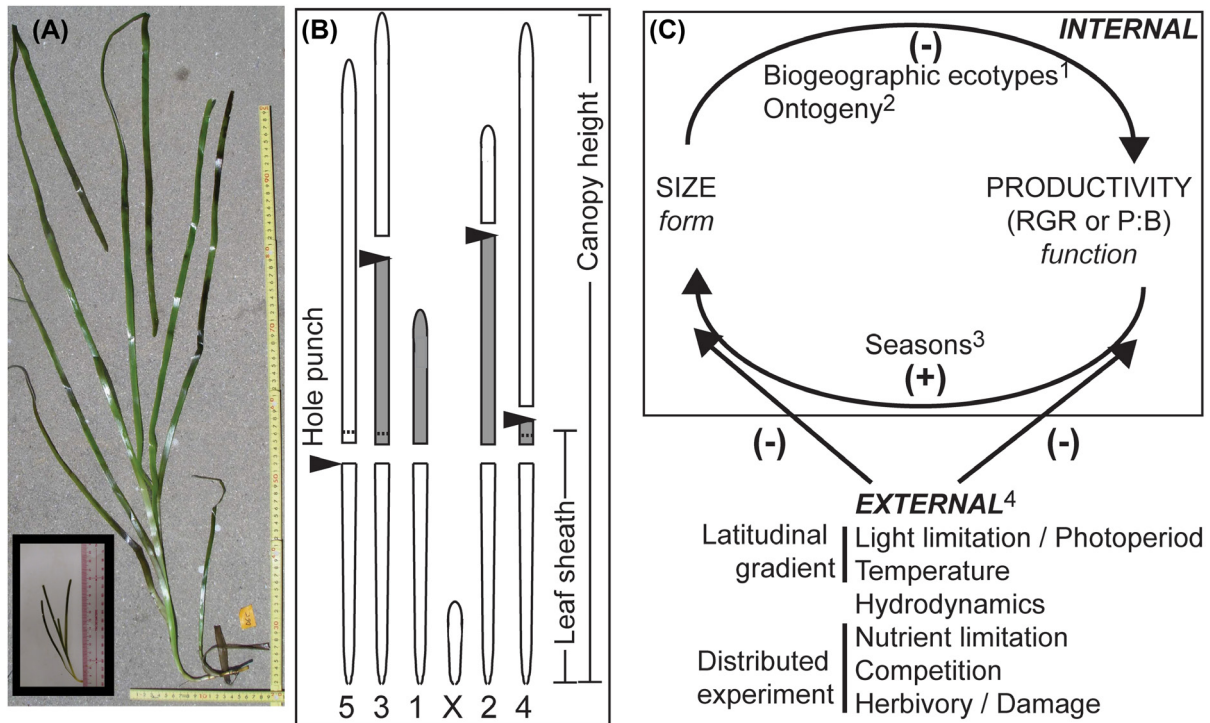 (A)
(B)
Hole punch
Leaf sheath
Canopy height
5 3 1 X 2 4
(C)
INTERNAL
(-)
Biogeographic ecotypes1
Ontogeny2
SIZE
form
PRODUCTIVITY
(RGR or P:B)
function
Seasons3
(+)
(-)
(-)
EXTERNAL4
Latitudinal
gradient
Light limitation / Photoperiod
Temperature
Hydrodynamics
Distributed
experiment
Nutrient limitation
Competition
Herbivory / Damage